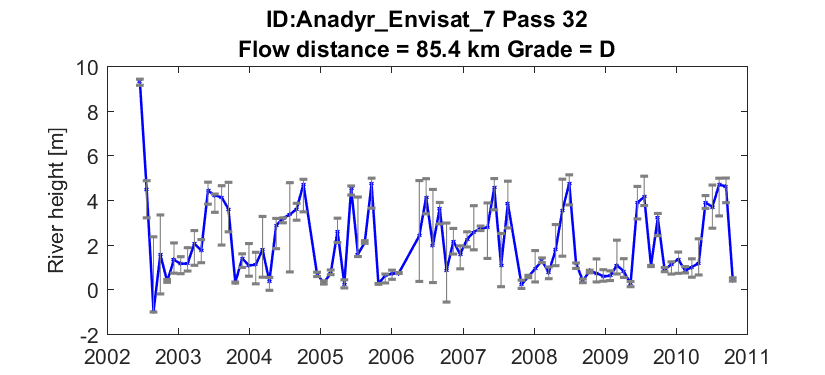 ID:Anadyr_Envisat_7 Pass 32
Flow distance = 85.4 km Grade = D
10
8
6
4
2
0
-2
River height [m]
2002 2003 2004 2005 2006 2007 2008 2009 2010 2011